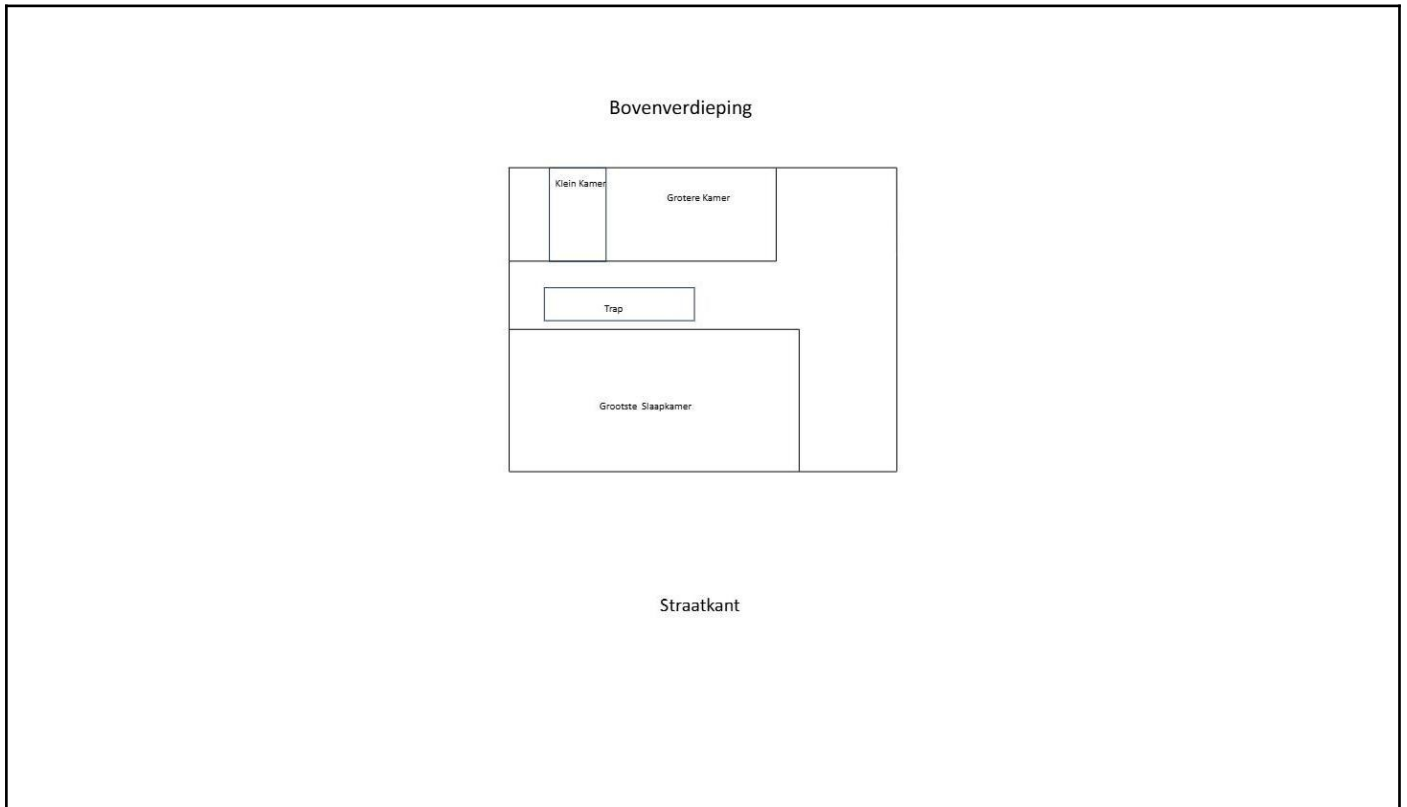 Bovenverdieping
Klein Kamer
Grotere Kamer
Trap
Grootste Slaapkamer
Straatkant